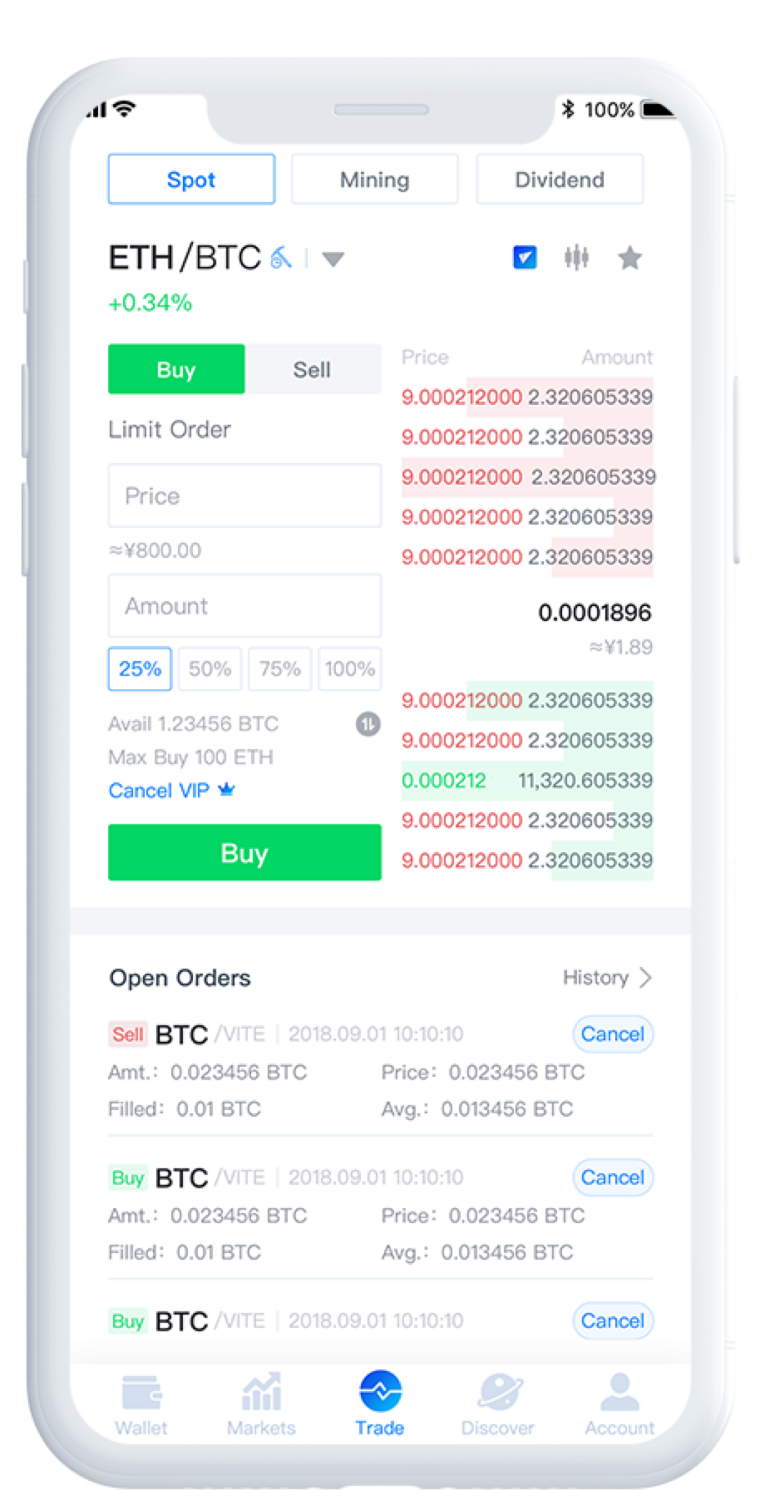 100%
Spot Mining Dividend
ETH/BTC
+0.34%
Buy Sell
Limit Order
Price
≈¥800.00
Amount
25% 50% 75% 100%
Avail 1.23456 BTC
Max Buy 100 ETH
Cancel VIP
Buy
Price Amount
9.000212000 2.320605339
9.000212000 2.320605339
9.000212000 2.320605339
9.000212000 2.320605339
9.000212000 2.320605339
0.0001896
≈¥1.89
9.000212000 2.320605339
9.000212000 2.320605339
0.000212 11,320.605339
9.000212000 2.320605339
9.000212000 2.320605339
Open Orders History
Sell BTC /VITE 2018.09.01 10:10:10 Cancel
Amt.: 0.023456 BTC Price: 0.023456 BTC
Filled: 0.01 BTC Avg.: 0.013456 BTC
Buy BTC /VITE 2018.09.01 10:10:10 Cancel
Amt.: 0.023456 BTC Price: 0.023456 BTC
Filled: 0.01 BTC Avg.: 0.013456 BTC
Buy BTC /VITE 2018.09.01 10:10:10 Cancel
Wallet Markets Trade Discover Account